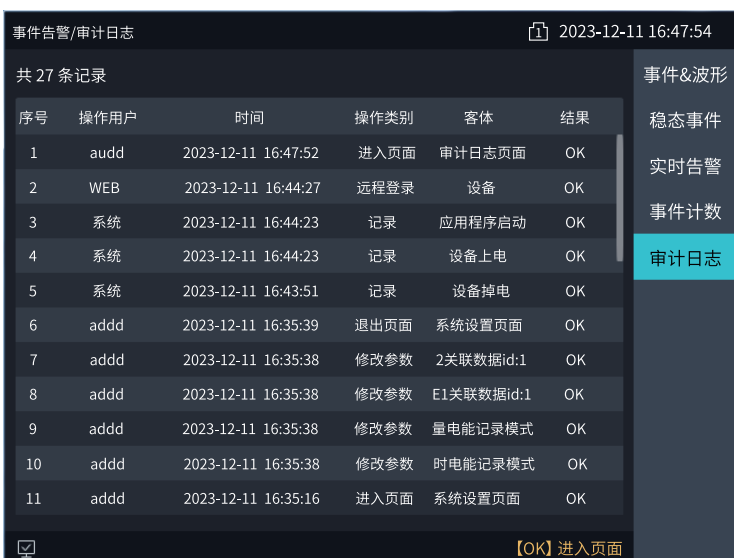 事件告警/审计日志 1 2023-12-11 16:47:54
共 27 条记录
序号 操作用户 时间 操作类别 客体 结果
1 audd 2023-12-11 16:47:52 进入页面 审计日志页面 OK
2 WEB 2023-12-11 16:44:27 远程登录 设备 OK
3 系统 2023-12-11 16:44:23 记录 应用程序启动 OK
4 系统 2023-12-11 16:44:23 记录 设备上电 OK
5 系统 2023-12-11 16:43:51 记录 设备掉电 OK
6 addd 2023-12-11 16:35:39 退出页面 系统设置页面 OK
7 addd 2023-12-11 16:35:38 修改参数 2关联数据id:1 OK
8 addd 2023-12-11 16:35:38 修改参数 E1关联数据id:1 OK
9 addd 2023-12-11 16:35:38 修改参数 量电能记录模式 OK
10 addd 2023-12-11 16:35:38 修改参数 时电能记录模式 OK
11 addd 2023-12-11 16:35:16 进入页面 系统设置页面 OK
事件&波形
稳态事件
实时告警
事件计数
审计日志
【OK】进入页面